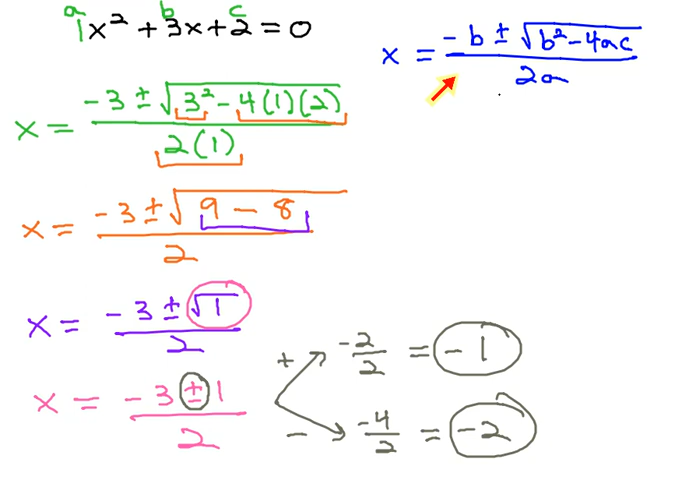 a b c
1x² + 3x + 2 = 0
x = (-b ± √(b² - 4ac)) / 2a
x = (-3 ± √(3² - 4(1)(2))) / 2(1)
x = (-3 ± √(9 - 8)) / 2
x = (-3 ± √1) / 2
x = (-3 ± 1) / 2
+ -2/2 = -1
- -4/2 = -2